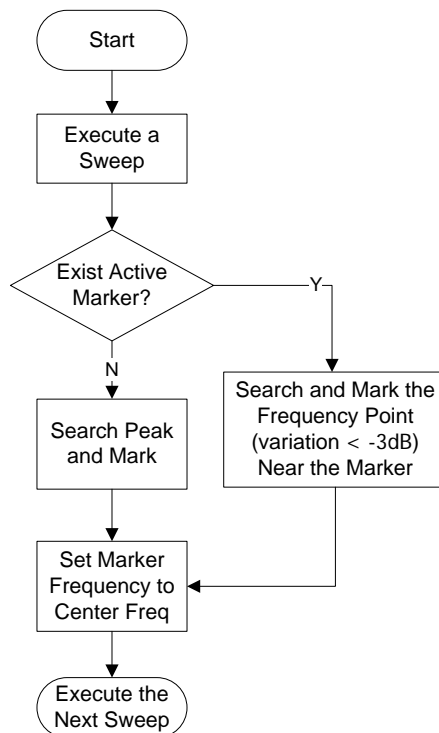 Start
Execute a
Sweep
Exist Active
Marker?
Y
N
Search and Mark the
Frequency Point
(variation < -3dB)
Near the Marker
Search Peak
and Mark
Set Marker
Frequency to
Center Freq
Execute the
Next Sweep